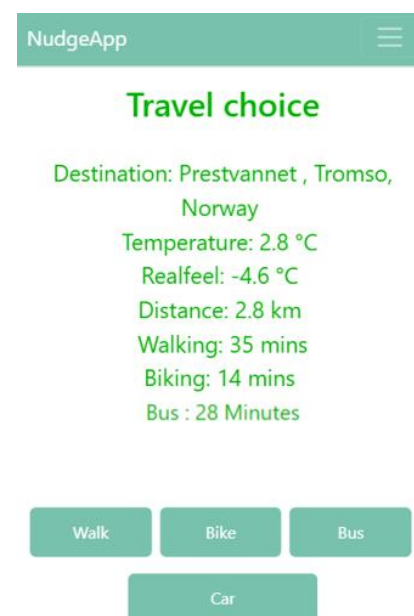 NudgeApp
Travel choice
Destination: Prestvannet , Tromso,
Norway
Temperature: 2.8 °C
Realfeel: -4.6 °C
Distance: 2.8 km
Walking: 35 mins
Biking: 14 mins
Bus : 28 Minutes
Walk Bike Bus
Car